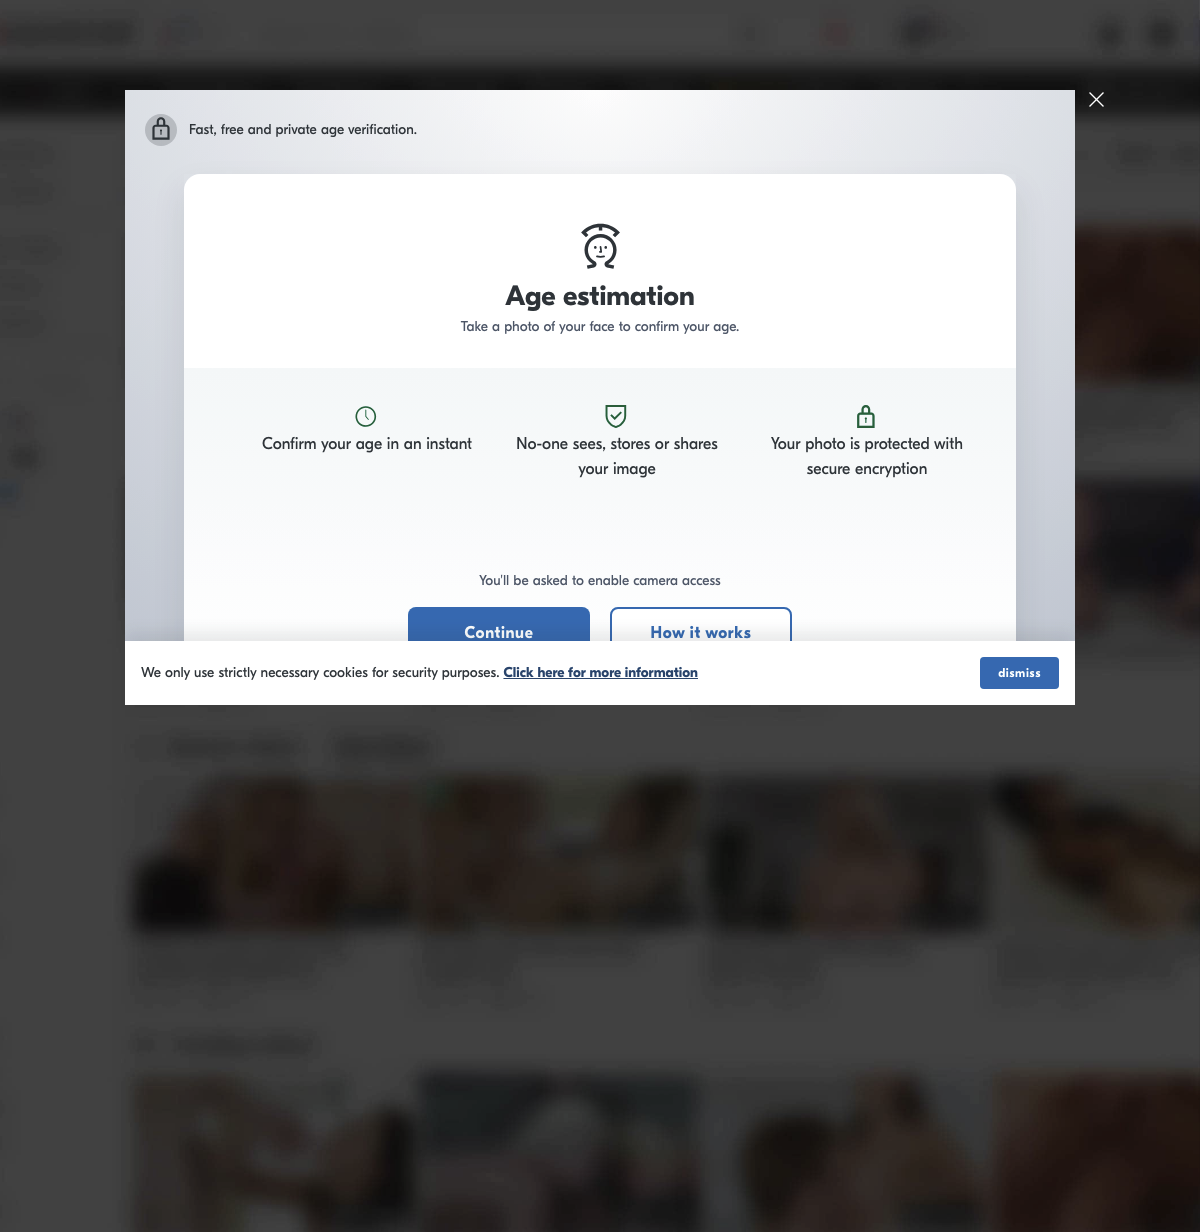 Fast, free and private age verification.
Age estimation
Take a photo of your face to confirm your age.
Confirm your age in an instant
No-one sees, stores or shares
your image
Your photo is protected with
secure encryption
You'll be asked to enable camera access
Continue
How it works
We only use strictly necessary cookies for security purposes. Click here for more information
dismiss